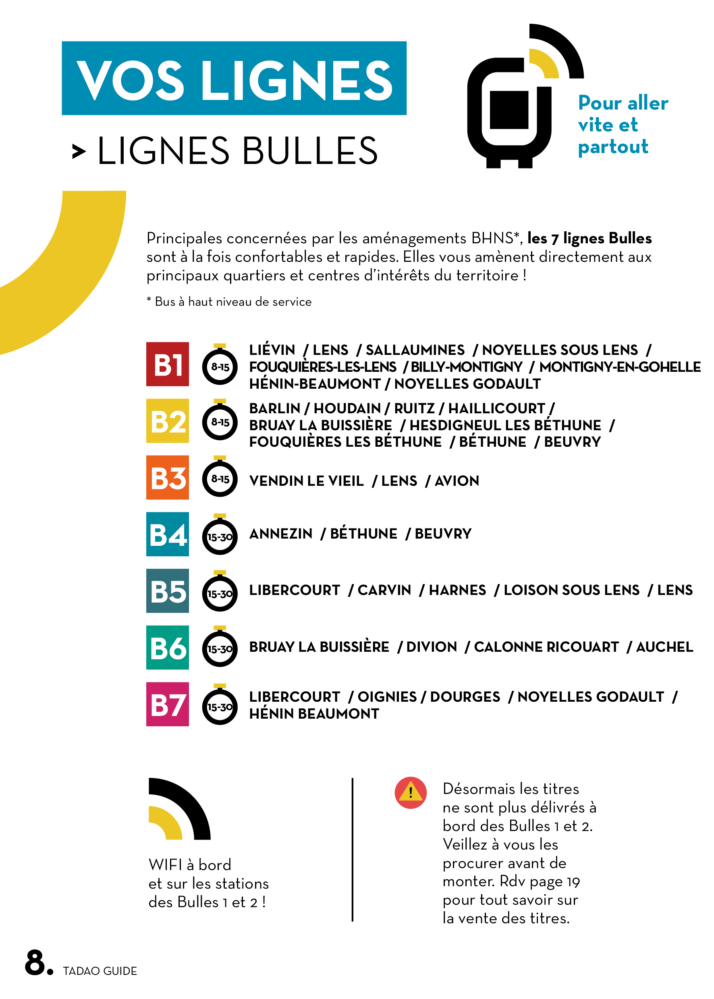 VOS LIGNES
> LIGNES BULLES
Pour aller
vite et
partout
Principales concernées par les aménagements BHNS*, les 7 lignes Bulles
sont à la fois confortables et rapides. Elles vous amènent directement aux
principaux quartiers et centres d’intérêts du territoire !
* Bus à haut niveau de service
B1
8-15
LIÉVIN / LENS / SALLAUMINES / NOYELLES SOUS LENS /
FOUQUIÈRES-LES-LENS / BILLY-MONTIGNY / MONTIGNY-EN-GOHELLE
HÉNIN-BEAUMONT / NOYELLES GODAULT
B2
8-15
BARLIN / HOUDAIN / RUITZ / HAILLICOURT /
BRUAY LA BUISSIÈRE / HESDIGNEUL LES BÉTHUNE /
FOUQUIÈRES LES BÉTHUNE / BÉTHUNE / BEUVRY
B3
8-15
VENDIN LE VIEIL / LENS / AVION
B4
15-30
ANNEZIN / BÉTHUNE / BEUVRY
B5
15-30
LIBERCOURT / CARVIN / HARNES / LOISON SOUS LENS / LENS
B6
15-30
BRUAY LA BUISSIÈRE / DIVION / CALONNE RICOUART / AUCHEL
B7
15-30
LIBERCOURT / OIGNIES / DOURGES / NOYELLES GODAULT /
HÉNIN BEAUMONT
WIFI à bord
et sur les stations
des Bulles 1 et 2 !
!
Désormais les titres
ne sont plus délivrés à
bord des Bulles 1 et 2.
Veillez à vous les
procurer avant de
monter. Rdv page 19
pour tout savoir sur
la vente des titres.
8. TADAO GUIDE